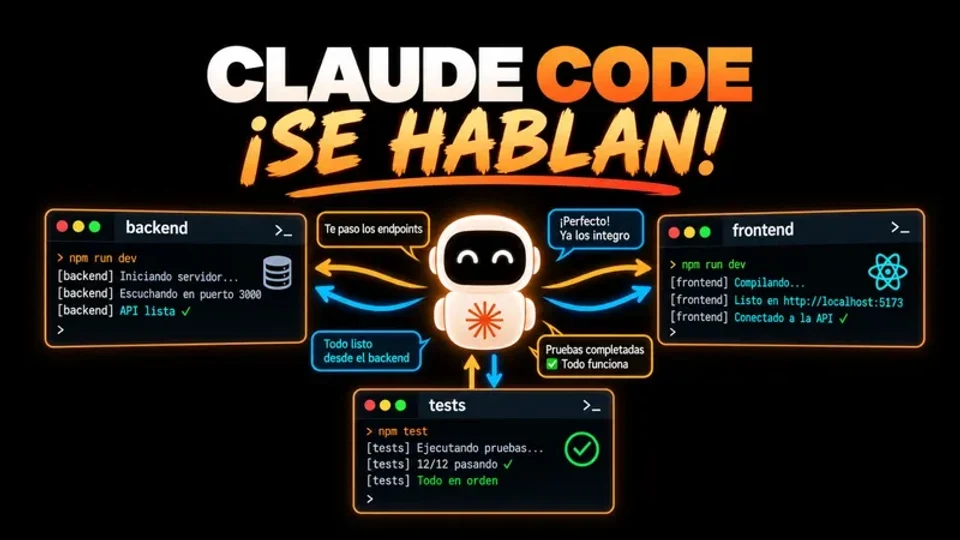 CLAUDE CODE
¡SE HABLAN!
backend
>_
> npm run dev
[backend] Iniciando servidor...
[backend] Escuchando en puerto 3000
[backend] API lista ✓
>
Te paso los endpoints
¡Perfecto!
Ya los integro
frontend
>_
> npm run dev
[frontend] Compilando...
[frontend] Listo en http://localhost:5173
[frontend] Conectado a la API ✓
>
Todo listo
desde el backend
Pruebas completadas
✅ Todo funciona
tests
>_
> npm test
[tests] Ejecutando pruebas...
[tests] 12/12 pasando ✓
[tests] Todo en orden
>